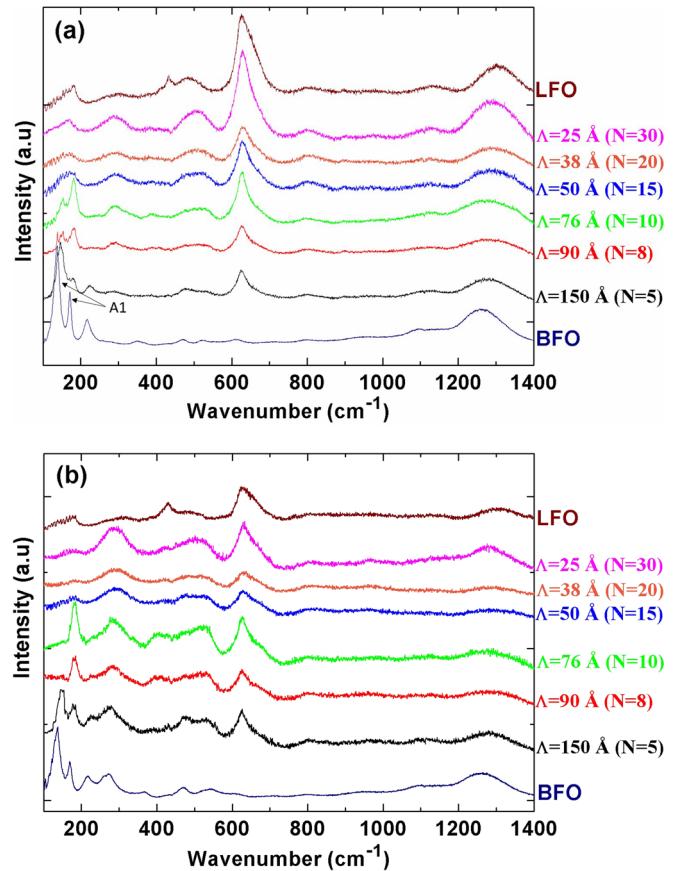 (a)
Intensity (a.u)
LFO
Λ=25 Å (N=30)
Λ=38 Å (N=20)
Λ=50 Å (N=15)
Λ=76 Å (N=10)
Λ=90 Å (N=8)
A1
Λ=150 Å (N=5)
BFO
200 400 600 800 1000 1200 1400
Wavenumber (cm⁻¹)
(b)
Intensity (a.u)
LFO
Λ=25 Å (N=30)
Λ=38 Å (N=20)
Λ=50 Å (N=15)
Λ=76 Å (N=10)
Λ=90 Å (N=8)
Λ=150 Å (N=5)
BFO
200 400 600 800 1000 1200 1400
Wavenumber (cm⁻¹)